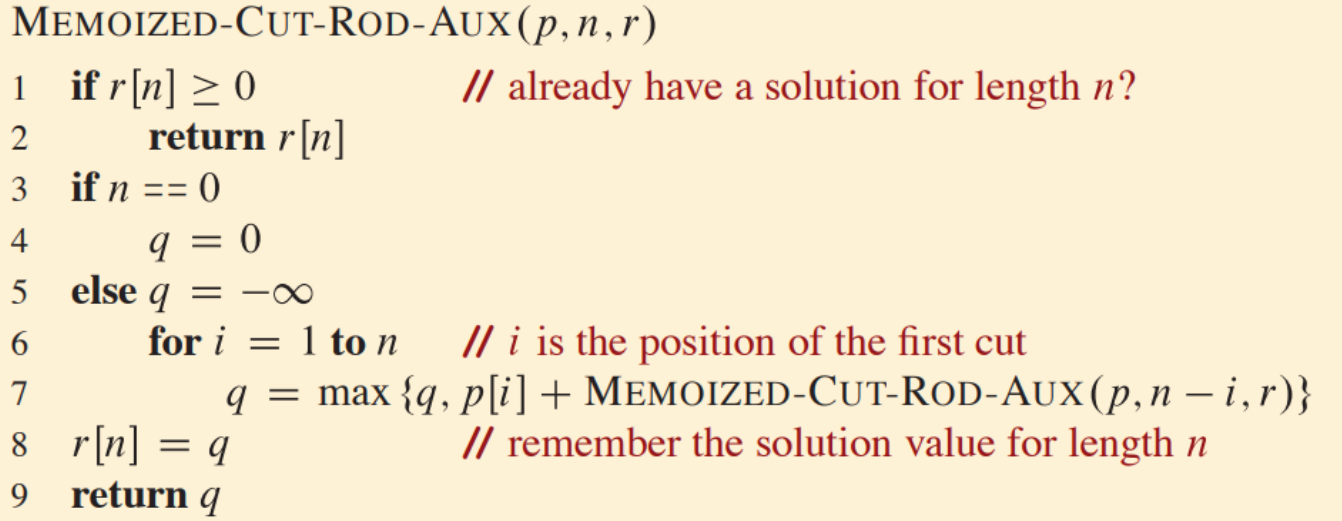 MEMOIZED-CUT-ROD-AUX(p, n, r)
1 if r[n] ≥ 0 // already have a solution for length n?
2 return r[n]
3 if n == 0
4 q = 0
5 else q = −∞
6 for i = 1 to n // i is the position of the first cut
7 q = max {q, p[i] + MEMOIZED-CUT-ROD-AUX(p, n − i, r)}
8 r[n] = q // remember the solution value for length n
9 return q